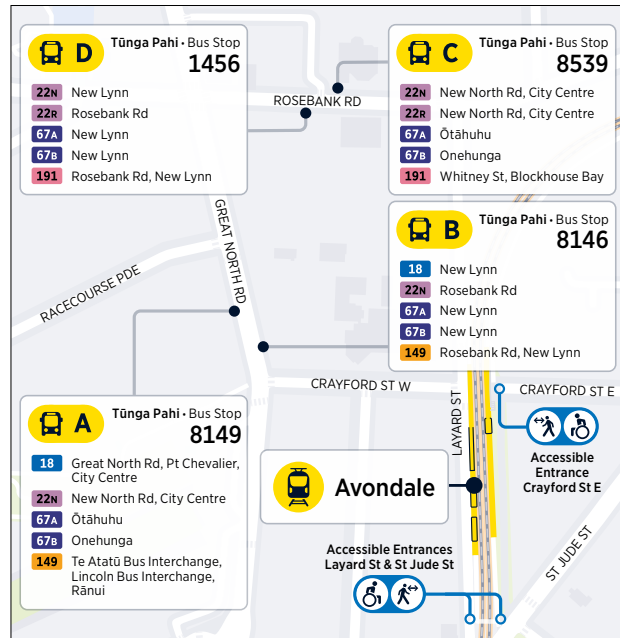 D
Tūnga Pahi • Bus Stop
1456
22N New Lynn
22R Rosebank Rd
67A New Lynn
67B New Lynn
191 Rosebank Rd, New Lynn
C
Tūnga Pahi • Bus Stop
8539
22N New North Rd, City Centre
22R New North Rd, City Centre
67A Ōtāhuhu
67B Onehunga
191 Whitney St, Blockhouse Bay
ROSEBANK RD
GREAT NORTH RD
RACECOURSE PDE
B
Tūnga Pahi • Bus Stop
8146
18 New Lynn
22N Rosebank Rd
67A New Lynn
67B New Lynn
149 Rosebank Rd, New Lynn
CRAYFORD ST W
LAYARD ST
CRAYFORD ST E
A
Tūnga Pahi • Bus Stop
8149
18 Great North Rd, Pt Chevalier,
City Centre
22N New North Rd, City Centre
67A Ōtāhuhu
67B Onehunga
149 Te Atatū Bus Interchange,
Lincoln Bus Interchange,
Rānui
Accessible
Entrance
Crayford St E
Avondale
ST JUDE ST
Accessible Entrances
Layard St & St Jude St